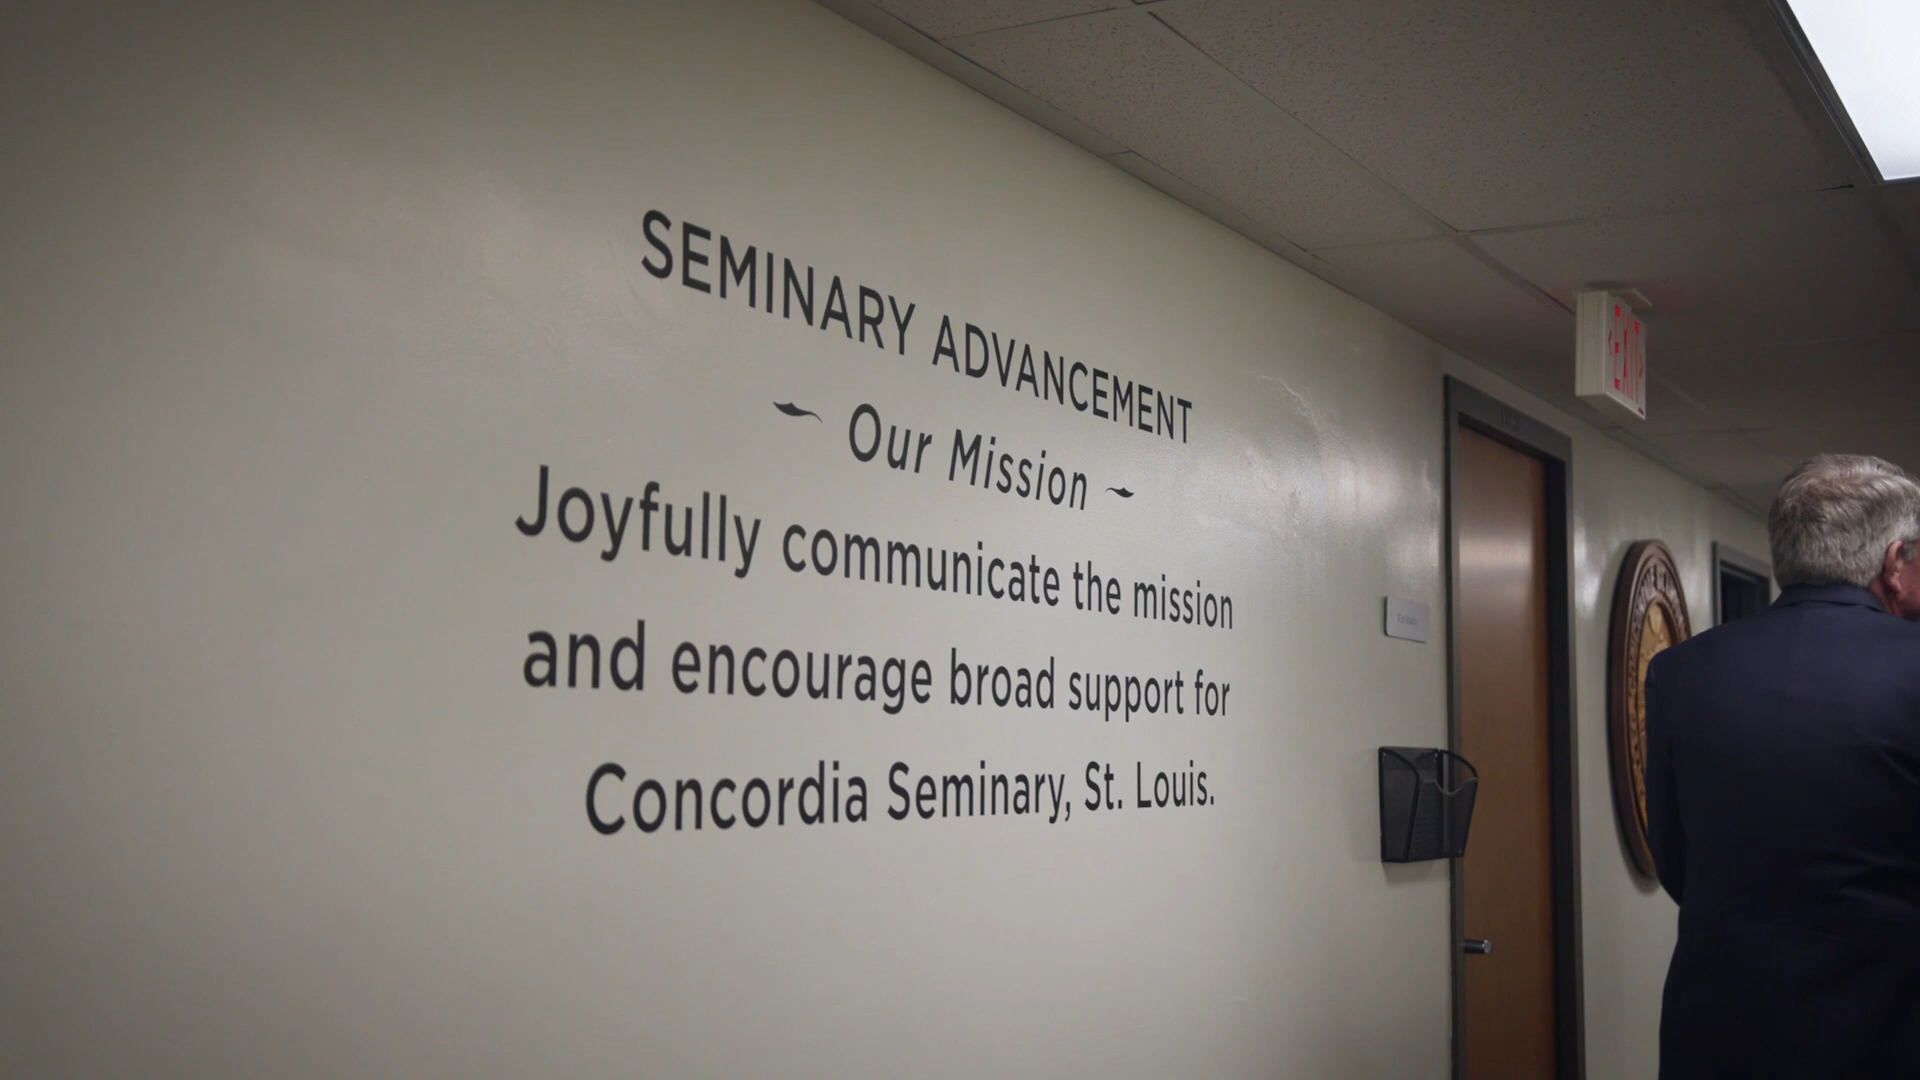 SEMINARY ADVANCEMENT
~ Our Mission ~
Joyfully communicate the mission
and encourage broad support for
Concordia Seminary, St. Louis.
EXIT